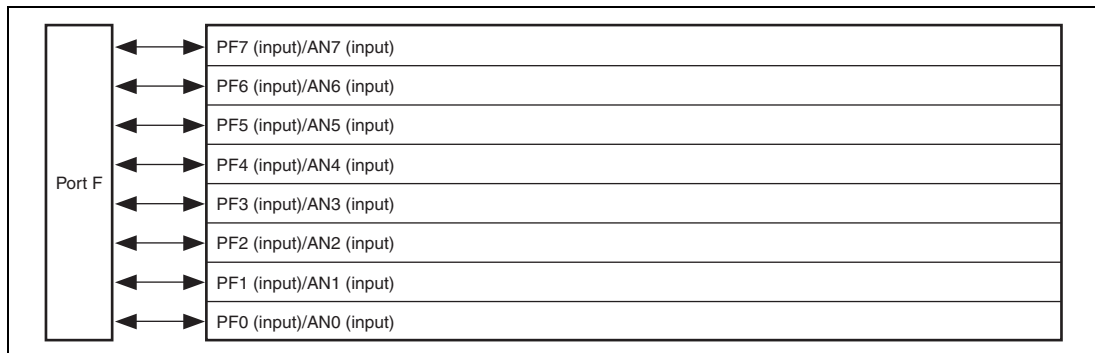 Port F
PF7 (input)/AN7 (input)
PF6 (input)/AN6 (input)
PF5 (input)/AN5 (input)
PF4 (input)/AN4 (input)
PF3 (input)/AN3 (input)
PF2 (input)/AN2 (input)
PF1 (input)/AN1 (input)
PF0 (input)/AN0 (input)